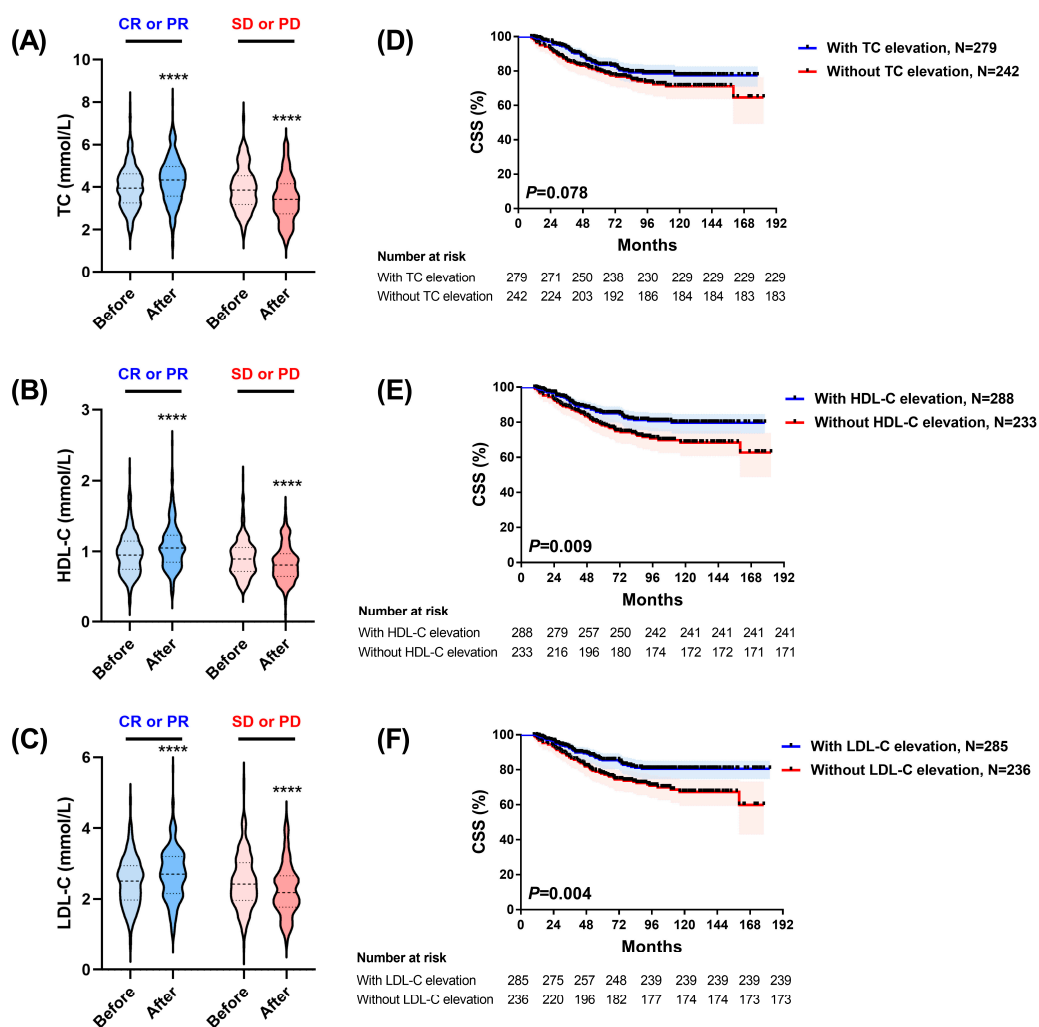 (A)
CR or PR
SD or PD
TC (mmol/L)
10
8
6
4
2
0
****
****
Before
After
Before
After
(D)
CSS (%)
100
80
60
40
20
0
P=0.078
0 24 48 72 96 120 144 168 192
Months
With TC elevation, N=279
Without TC elevation, N=242
Number at risk
With TC elevation 279 271 250 238 230 229 229 229 229
Without TC elevation 242 224 203 192 186 184 184 183 183
(B)
CR or PR
SD or PD
HDL-C (mmol/L)
3
2
1
0
****
****
Before
After
Before
After
(E)
CSS (%)
100
80
60
40
20
0
P=0.009
0 24 48 72 96 120 144 168 192
Months
With HDL-C elevation, N=288
Without HDL-C elevation, N=233
Number at risk
With HDL-C elevation 288 279 257 250 242 241 241 241 241
Without HDL-C elevation 233 216 196 180 174 172 172 171 171
(C)
CR or PR
SD or PD
LDL-C (mmol/L)
6
4
2
0
****
****
Before
After
Before
After
(F)
CSS (%)
100
80
60
40
20
0
P=0.004
0 24 48 72 96 120 144 168 192
Months
With LDL-C elevation, N=285
Without LDL-C elevation, N=236
Number at risk
With LDL-C elevation 285 275 257 248 239 239 239 239 239
Without LDL-C elevation 236 220 196 182 177 174 174 173 173